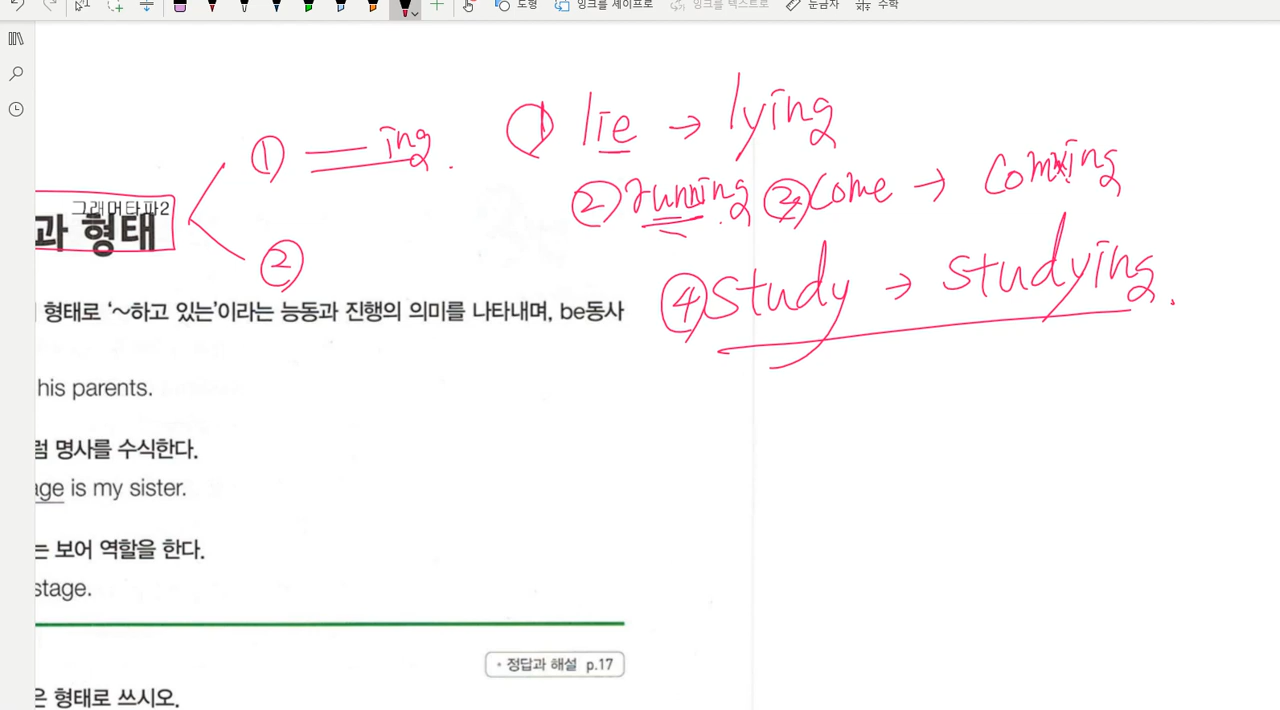 도형 잉크를 셰이프로 잉크를 텍스트로 눈금자 수학
① lie → lying
① ing.
② running ③ Come → Coming
그래머타파2
과 형태
②
④ Study → Studying.
형태로 '~하고 있는'이라는 능동과 진행의 의미를 나타내며, be동사
his parents.
럼 명사를 수식한다.
age is my sister.
는 보어 역할을 한다.
stage.
• 정답과 해설 p.17
은 형태로 쓰시오.